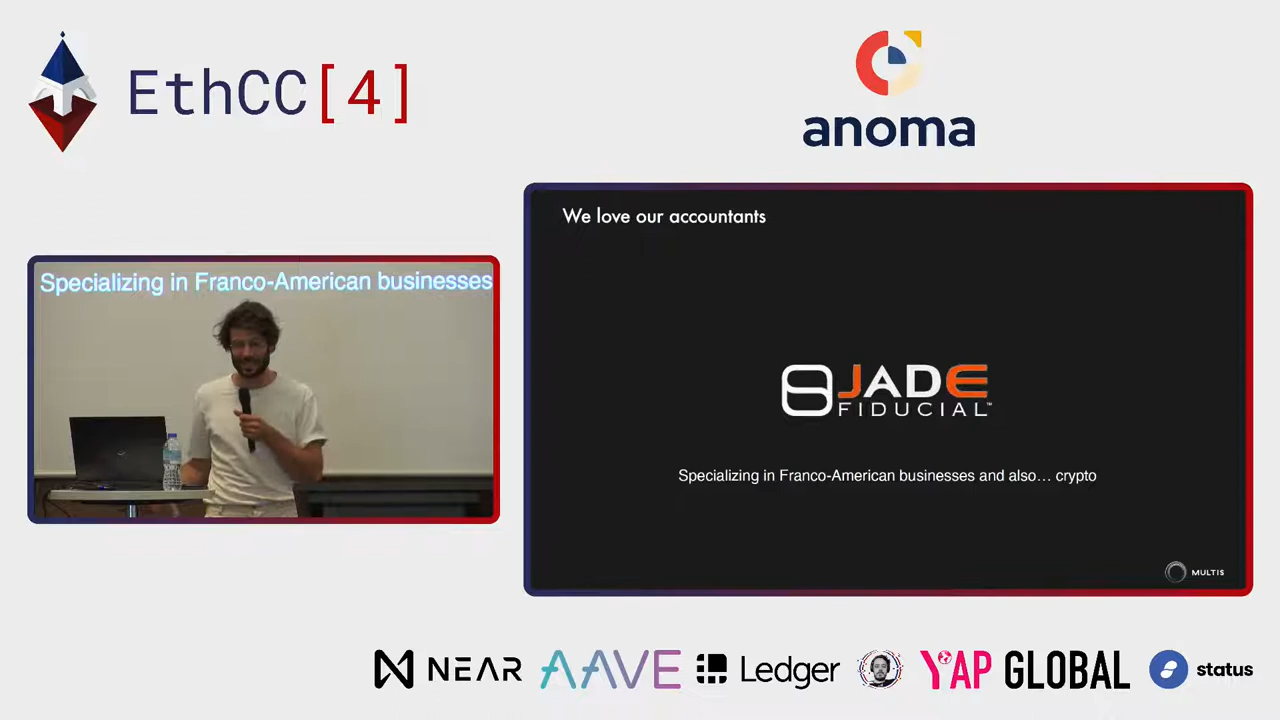 EthCC[4]
anoma
Specializing in Franco-American businesses
We love our accountants
JADE
FIDUCIAL™
Specializing in Franco-American businesses and also... crypto
MULTIS
NEAR
AAVE
Ledger
YAP GLOBAL
status